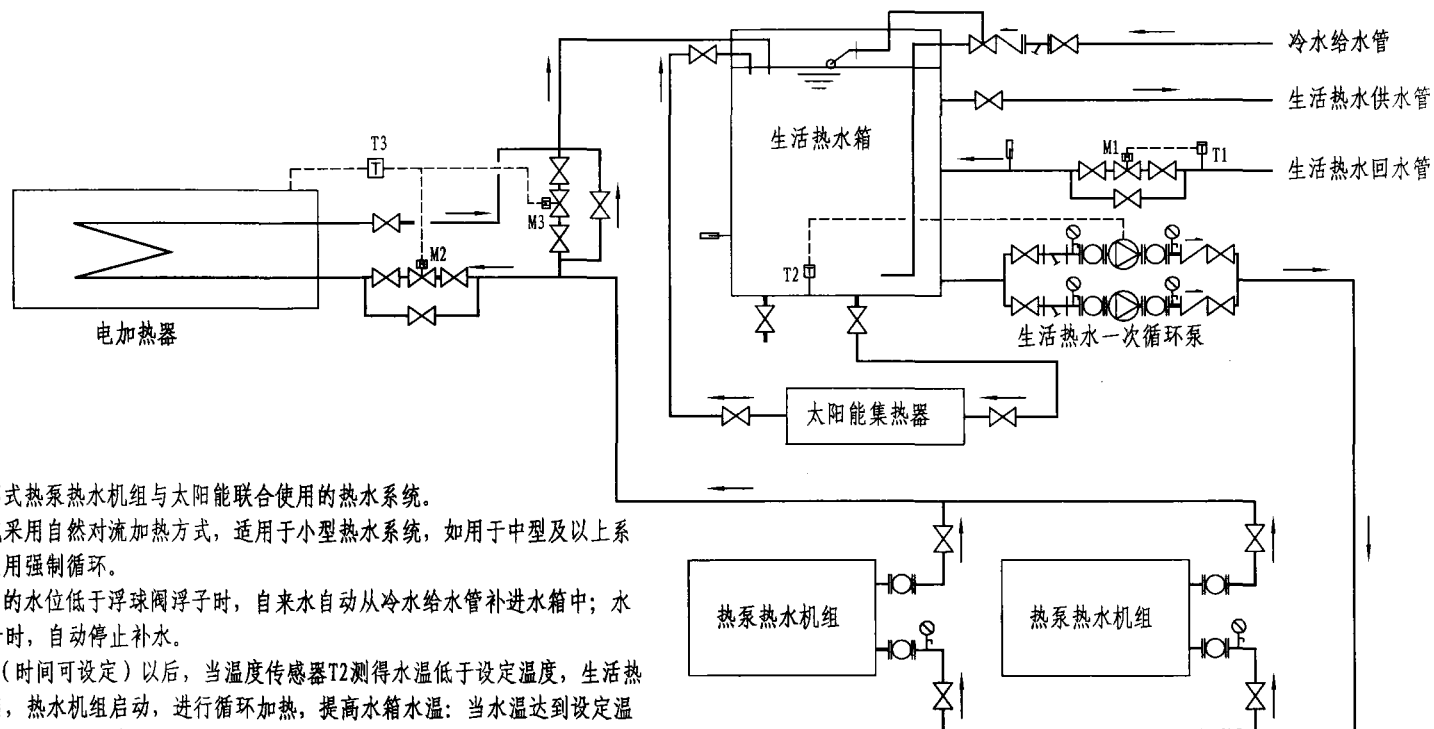 冷水给水管
生活热水供水管
生活热水箱
T3
M1
T1
生活热水回水管
M3
M2
T2
电加热器
生活热水一次循环泵
太阳能集热器
式热泵热水机组与太阳能联合使用的热水系统。
采用自然对流加热方式，适用于小型热水系统，如用于中型及以上系
用强制循环。
的水位低于浮球阀浮子时，自来水自动从冷水给水管补进水箱中；水
时，自动停止补水。
（时间可设定）以后，当温度传感器T2测得水温低于设定温度，生活热
，热水机组启动，进行循环加热，提高水箱水温：当水温达到设定温
热泵热水机组
热泵热水机组